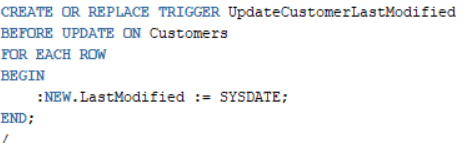 CREATE OR REPLACE TRIGGER UpdateCustomerLastModified
BEFORE UPDATE ON Customers
FOR EACH ROW
BEGIN
    :NEW.LastModified := SYSDATE;
END;
/